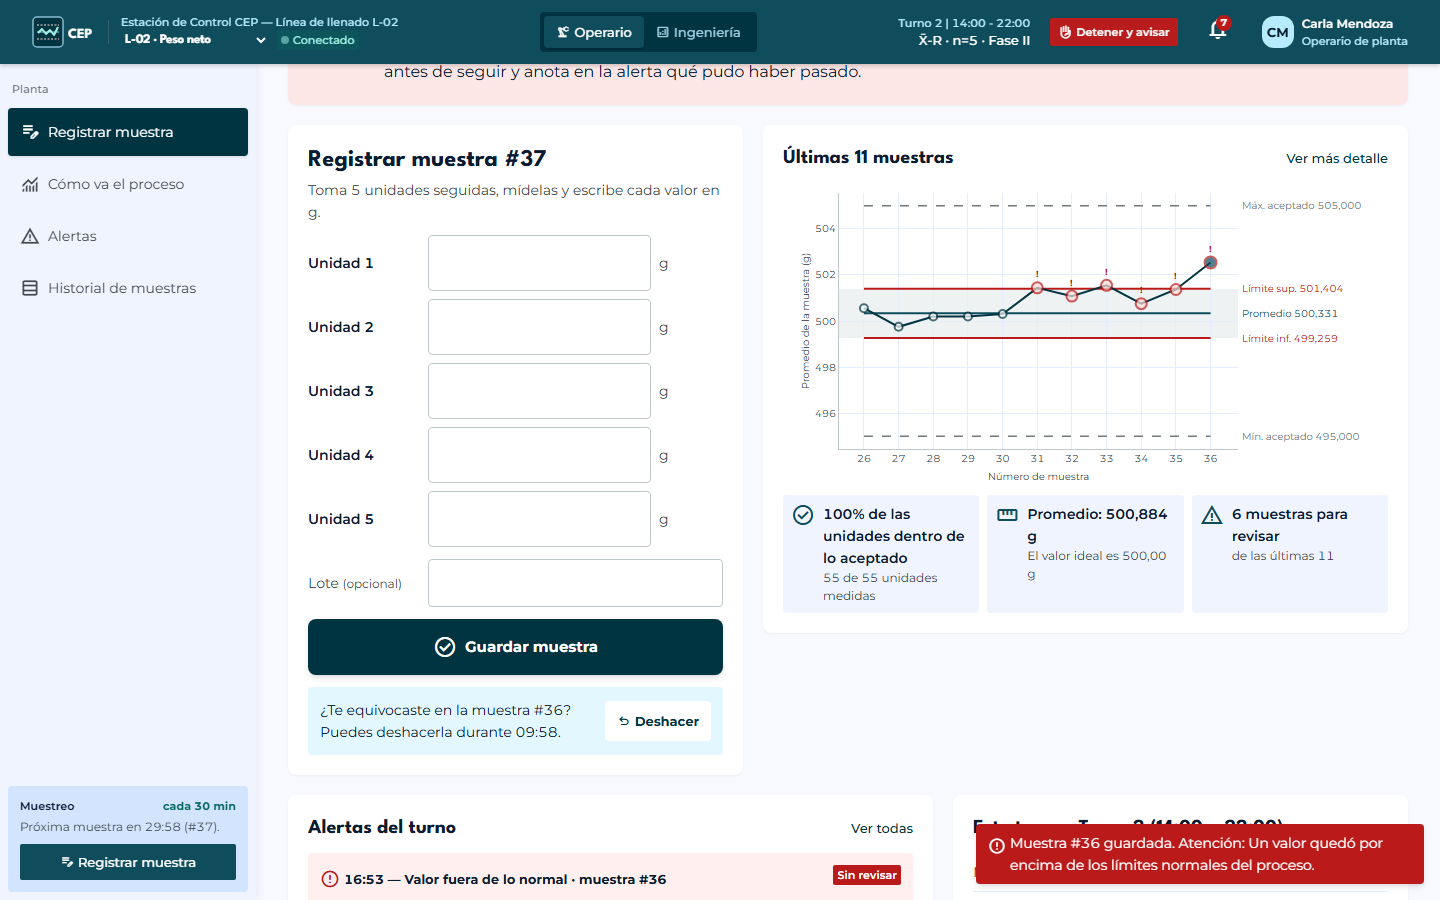 CEP
Estación de Control CEP — Línea de llenado L-02
L-02 · Peso neto
Conectado
Operario
Ingeniería
Turno 2 | 14:00 - 22:00
X̄-R · n=5 · Fase II
Detener y avisar
7
CM
Carla Mendoza
Operario de planta
Planta
Registrar muestra
Cómo va el proceso
Alertas
Historial de muestras
Muestreo
cada 30 min
Próxima muestra en 29:58 (#37).
Registrar muestra
antes de seguir y anota en la alerta qué pudo haber pasado.
Registrar muestra #37
Toma 5 unidades seguidas, mídelas y escribe cada valor en
g.
Unidad 1
g
Unidad 2
g
Unidad 3
g
Unidad 4
g
Unidad 5
g
Lote (opcional)
Guardar muestra
¿Te equivocaste en la muestra #36?
Puedes deshacerla durante 09:58.
Deshacer
Últimas 11 muestras
Ver más detalle
Promedio de la muestra (g)
504
502
500
498
496
! ! ! ! ! !
Máx. aceptado 505,000
Límite sup. 501,404
Promedio 500,331
Límite inf. 499,259
Mín. aceptado 495,000
26 27 28 29 30 31 32 33 34 35 36
Número de muestra
100% de las
unidades dentro de
lo aceptado
55 de 55 unidades
medidas
Promedio: 500,884
g
El valor ideal es 500,00
g
6 muestras para
revisar
de las últimas 11
Alertas del turno
Ver todas
16:53 — Valor fuera de lo normal · muestra #36
Sin revisar
Muestra #36 guardada. Atención: Un valor quedó por
encima de los límites normales del proceso.